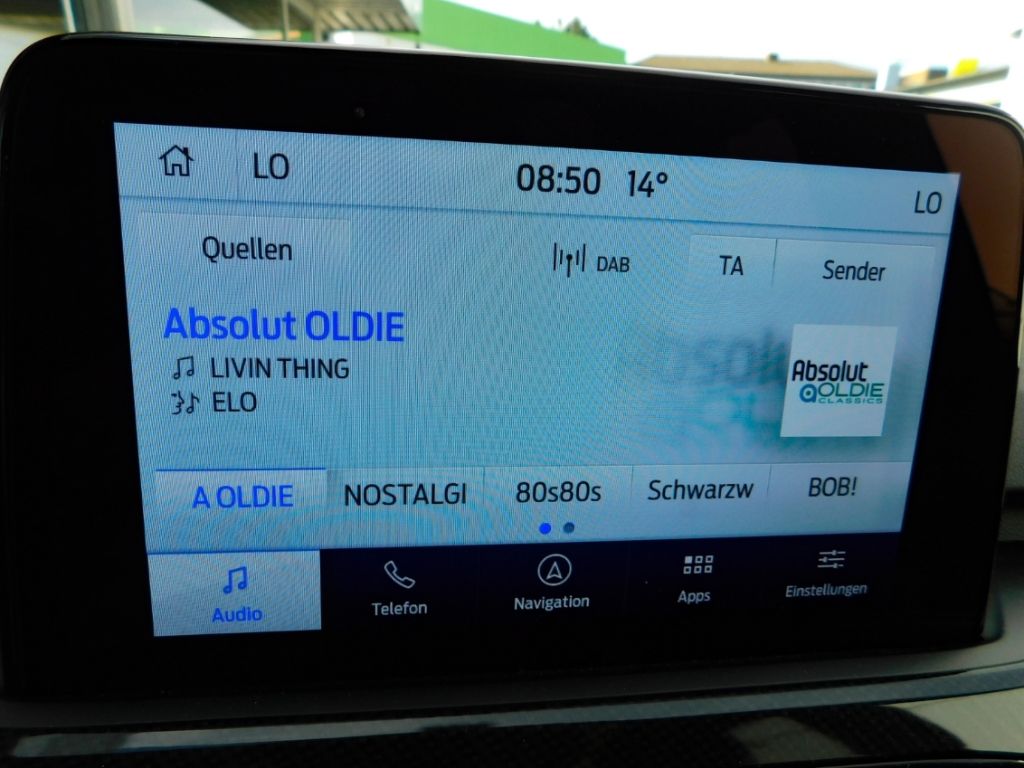 LO 08:50 14° LO
Quellen DAB TA Sender
Absolut OLDIE
LIVIN THING
ELO
Absolut
aOLDIE
CLASSICS
A OLDIE NOSTALGI 80s80s Schwarzw BOB!
Audio Telefon Navigation Apps Einstellungen